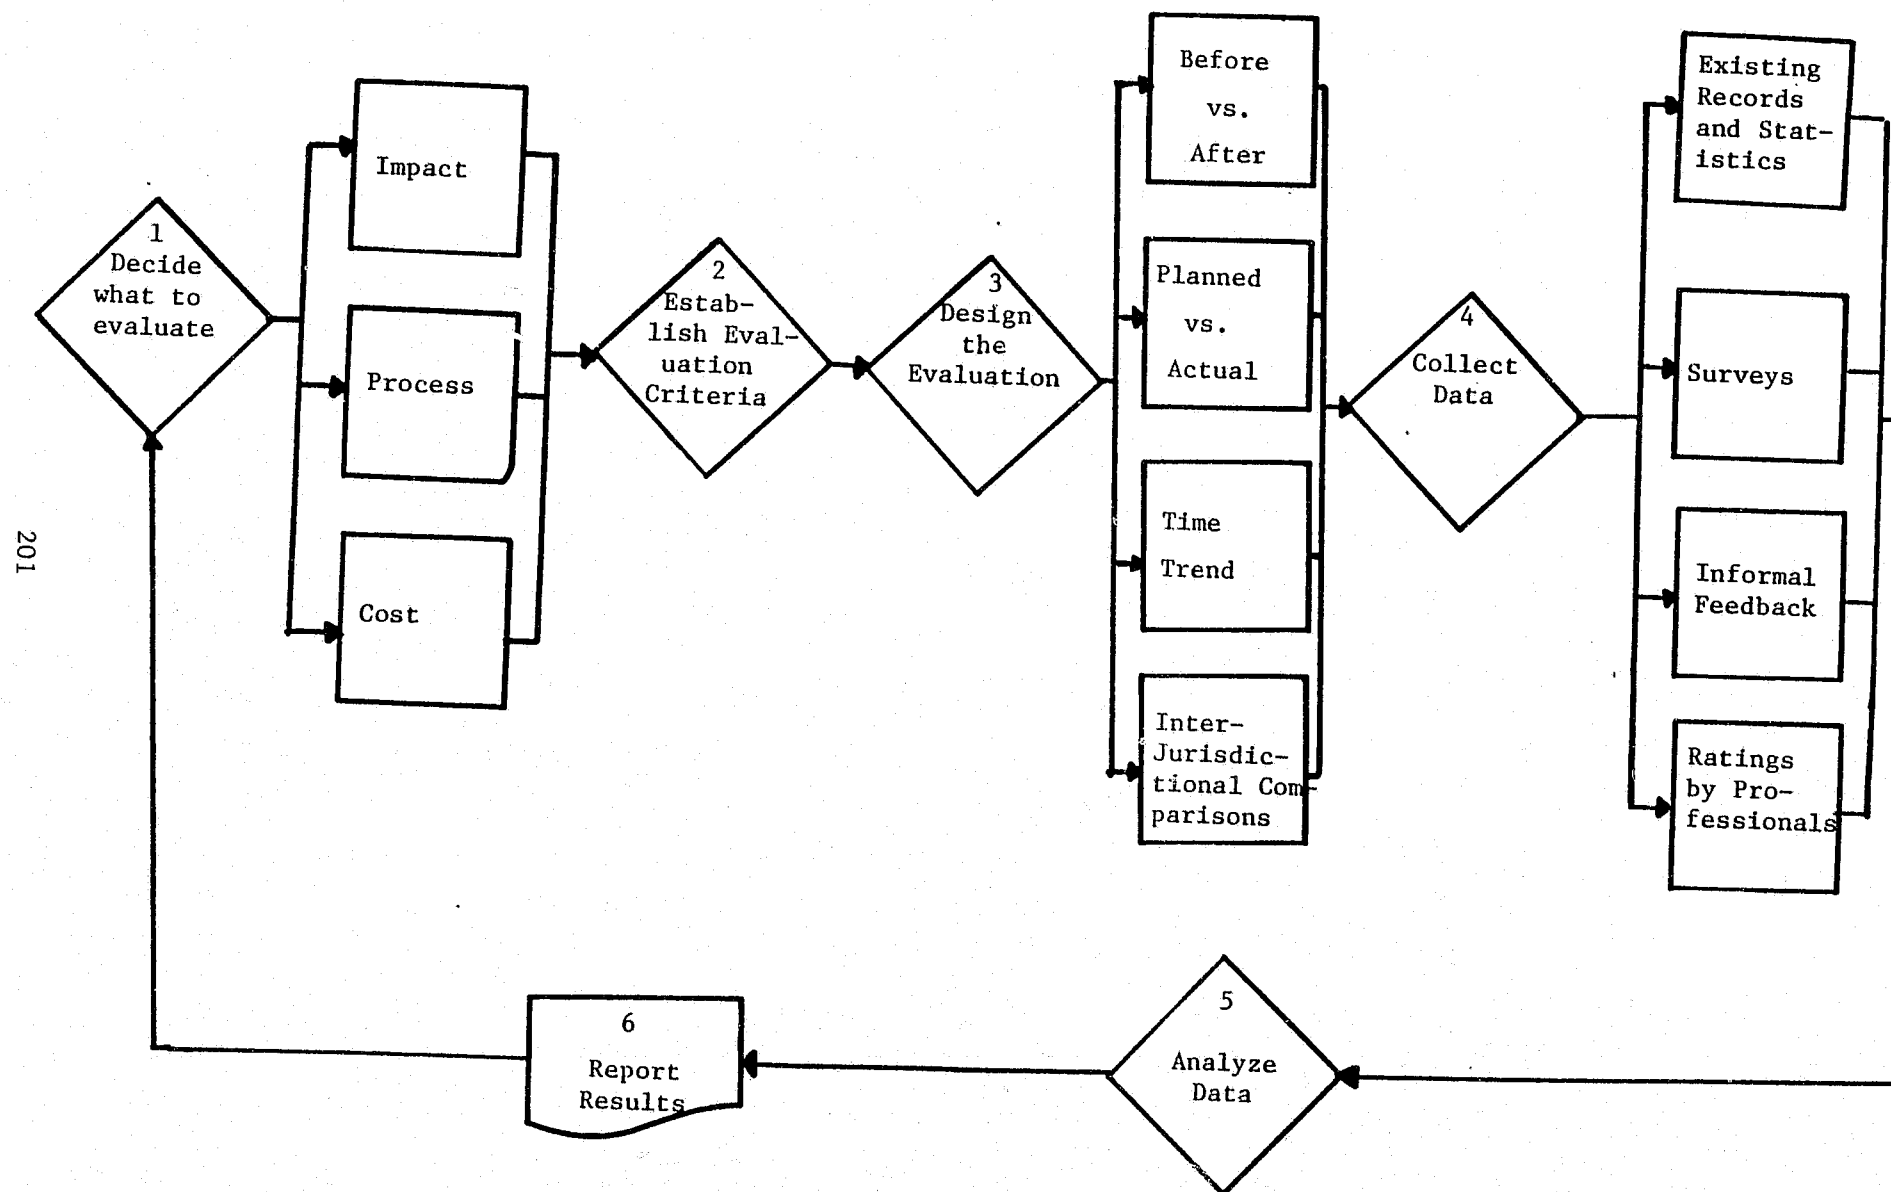 1
Decide
what to
evaluate
Impact
Process
Cost
2
Estab-
lish Eval-
uation
Criteria
3
Design
the
Evaluation
Before
vs.
After
Planned
vs.
Actual
Time
Trend
Inter-
Jurisdic-
tional Com-
parisons
4
Collect
Data
Existing
Records
and Stat-
istics
Surveys
Informal
Feedback
Ratings
by Pro-
fessionals
5
Analyze
Data
6
Report
Results
201